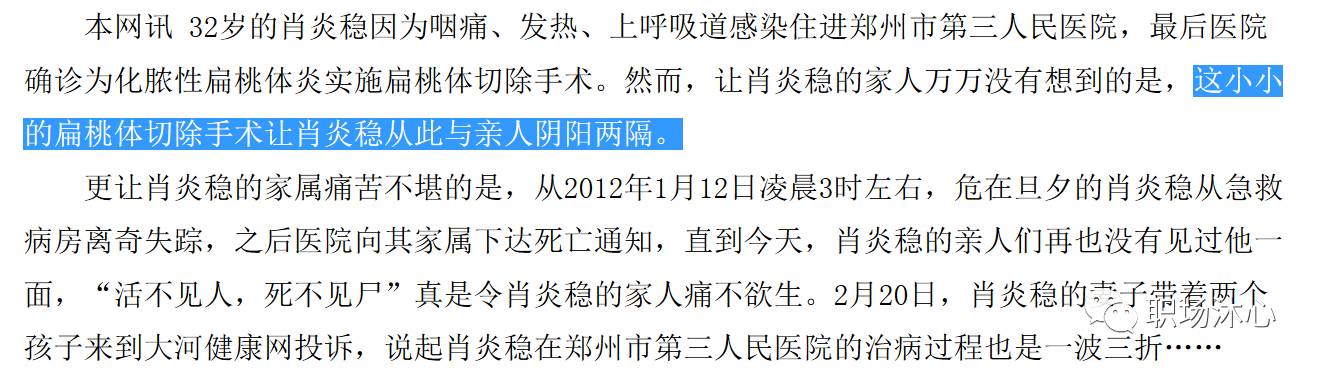 本网讯 32岁的肖炎稳因为咽痛、发热、上呼吸道感染住进郑州市第三人民医院，最后医院
确诊为化脓性扁桃体炎实施扁桃体切除手术。然而，让肖炎稳的家人万万没有想到的是，这小小
的扁桃体切除手术让肖炎稳从此与亲人阴阳两隔。
更让肖炎稳的家属痛苦不堪的是，从2012年1月12日凌晨3时左右，危在旦夕的肖炎稳从急救
病房离奇失踪，之后医院向其家属下达死亡通知，直到今天，肖炎稳的亲人们再也没有见过他一
面，“活不见人，死不见尸”真是令肖炎稳的家人痛不欲生。2月20日，肖炎稳的妻子带着两个
孩子来到大河健康网投诉，说起肖炎稳在郑州市第三人民医院的治病过程也是一波三折……
职场沐心